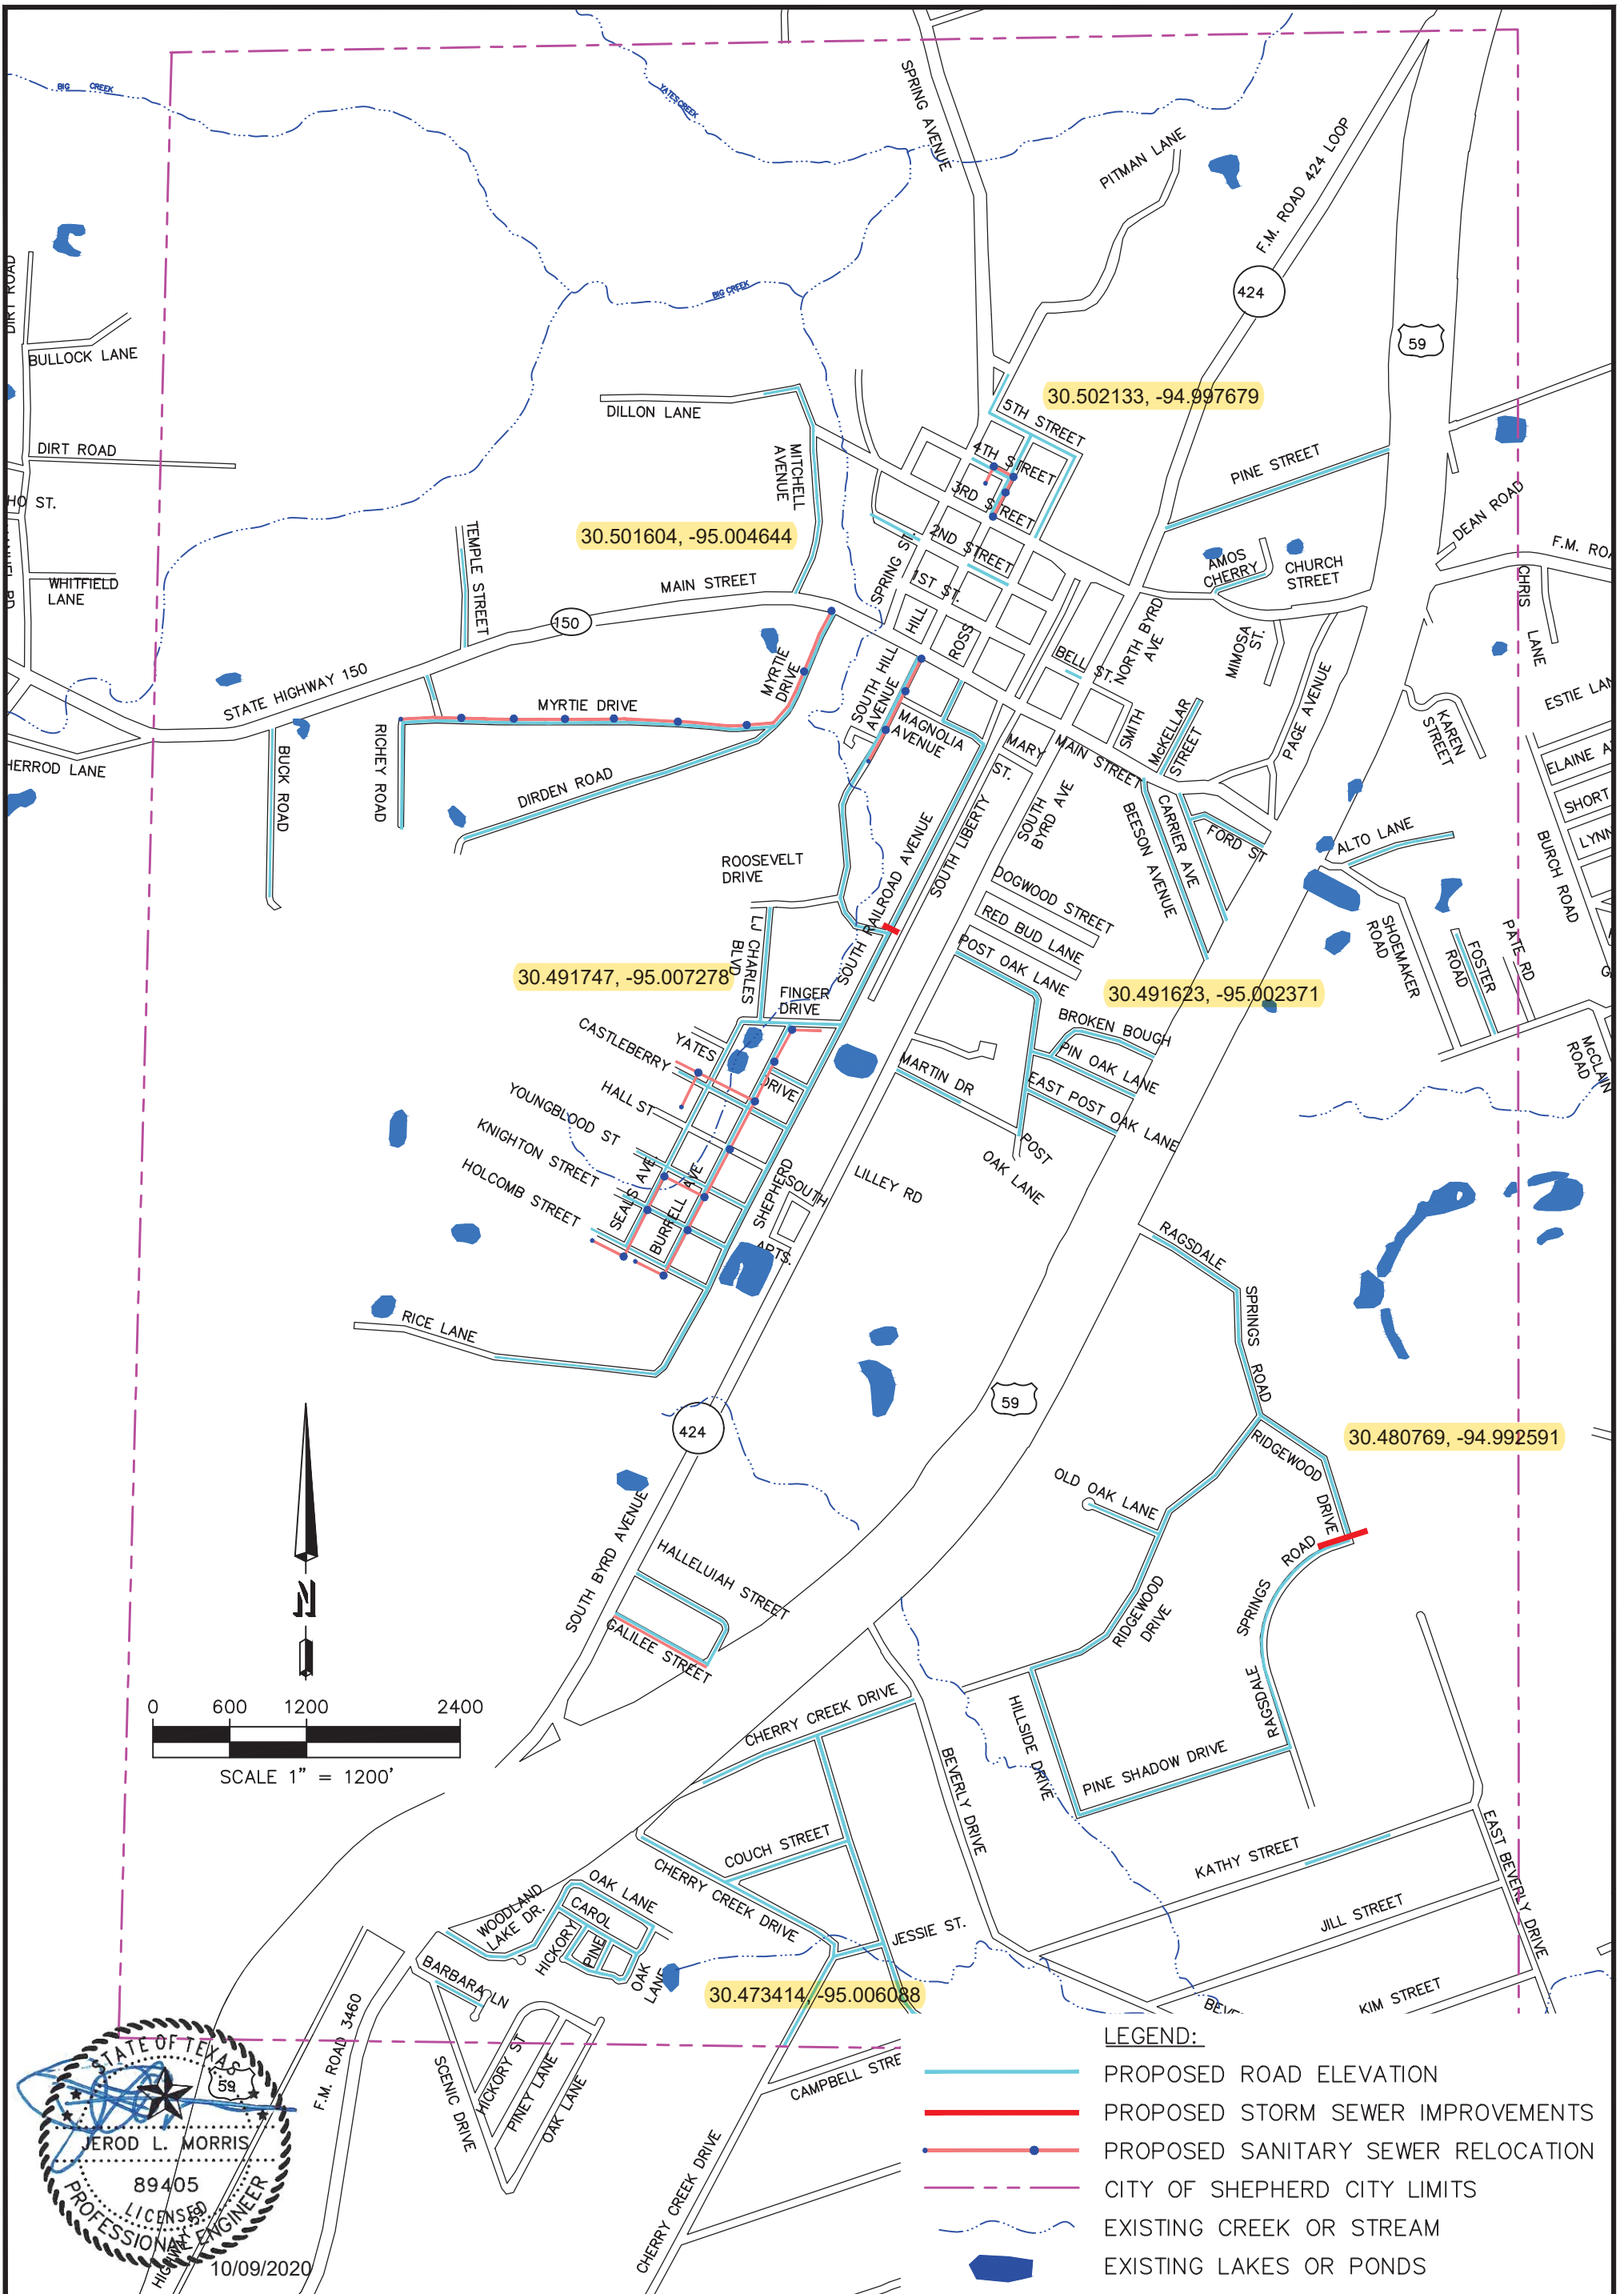 BIG CREEK
YATES CREEK
SPRING AVENUE
PITMAN LANE
F.M. ROAD 424 LOOP
424
59
BIG CREEK
DIRT ROAD
BULLOCK LANE
DILLON LANE
30.502133, -94.997679
5TH STREET
4TH STREET
3RD STREET
2ND STREET
1ST ST.
PINE STREET
DIRT ROAD
HO ST.
MITCHELL AVENUE
30.501604, -95.004644
DEAN ROAD
F.M. RO
TEMPLE STREET
WHITFIELD LANE
MAIN STREET
150
SPRING ST.
HILL
ROSS
AMOS CHERRY
CHURCH STREET
CHRIS LANE
NORTH BYRD AVE
MIMOSA ST.
BELL ST.
STATE HIGHWAY 150
MYRTIE DRIVE
MYRTIE DRIVE
SOUTH HILL AVENUE
MAGNOLIA AVENUE
SMITH
McKELLAR STREET
PAGE AVENUE
ESTIE LAN
KAREN STREET
MARY ST.
MAIN STREET
HERROD LANE
BUCK ROAD
RICHEY ROAD
DIRDEN ROAD
ELAINE A
SHORT
LYNN
BURCH ROAD
SOUTH LIBERTY
SOUTH BYRD AVE
BEESON AVENUE
CARRIER AVE
FORD ST
ALTO LANE
ROOSEVELT DRIVE
SOUTH RAILROAD AVENUE
DOGWOOD STREET
RED BUD LANE
POST OAK LANE
SHOEMAKER ROAD
FOSTER ROAD
PATE RD
LJ CHARLES BLVD
30.491747, -95.007278
FINGER DRIVE
30.491623, -95.002371
BROKEN BOUGH
PIN OAK LANE
EAST POST OAK LANE
McCLAIN ROAD
CASTLEBERRY
YATES
DRIVE
HALL ST
YOUNGBLOOD ST
KNIGHTON STREET
HOLCOMB STREET
SEALS AVE.
BURRELL AVE
MARTIN DR
POST OAK LANE
LILLEY RD
SOUTH SHEPHERD APTS.
RAGSDALE SPRINGS ROAD
RICE LANE
59
424
RIDGEWOOD DRIVE
30.480769, -94.992591
OLD OAK LANE
SOUTH BYRD AVENUE
HALLELUIAH STREET
GALILEE STREET
RIDGEWOOD DRIVE
RAGSDALE SPRINGS ROAD
N
0 600 1200 2400
SCALE 1" = 1200'
CHERRY CREEK DRIVE
HILLSIDE DRIVE
PINE SHADOW DRIVE
BEVERLY DRIVE
COUCH STREET
CHERRY CREEK DRIVE
KATHY STREET
JILL STREET
EAST BEVERLY DRIVE
KIM STREET
WOODLAND LAKE DR.
OAK LANE
CAROL
HICKORY
PINE
OAK LANE
JESSIE ST.
BARBARA LN
30.473414, -95.006088
F.M. ROAD 3460
SCENIC DRIVE
HICKORY ST
PINEY LANE
OAK LANE
CAMPBELL STRE
CHERRY CREEK DRIVE
STATE OF TEXAS
59
JEROD L. MORRIS
89405
LICENSED
PROFESSIONAL ENGINEER
10/09/2020
LEGEND:
PROPOSED ROAD ELEVATION
PROPOSED STORM SEWER IMPROVEMENTS
PROPOSED SANITARY SEWER RELOCATION
CITY OF SHEPHERD CITY LIMITS
EXISTING CREEK OR STREAM
EXISTING LAKES OR PONDS